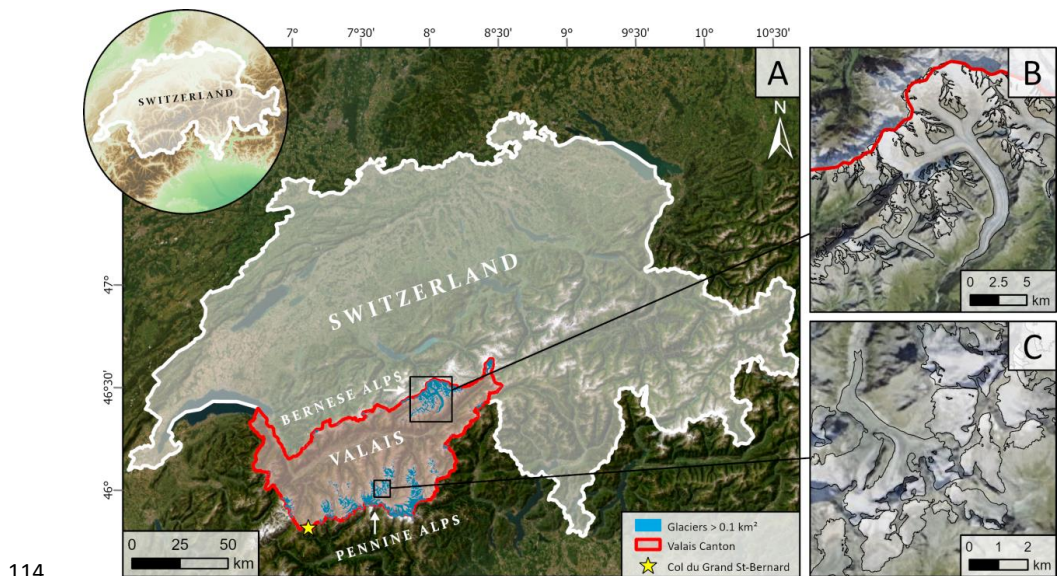 7° 7°30' 8° 8°30' 9° 9°30' 10° 10°30'
SWITZERLAND
A
N
B
0 2.5 5
km
47°
SWITZERLAND
46°30'
BERNESE ALPS
VALAIS
46°
PENNINE ALPS
0 25 50
km
Glaciers > 0.1 km²
Valais Canton
Col du Grand St-Bernard
C
0 1 2
km
114